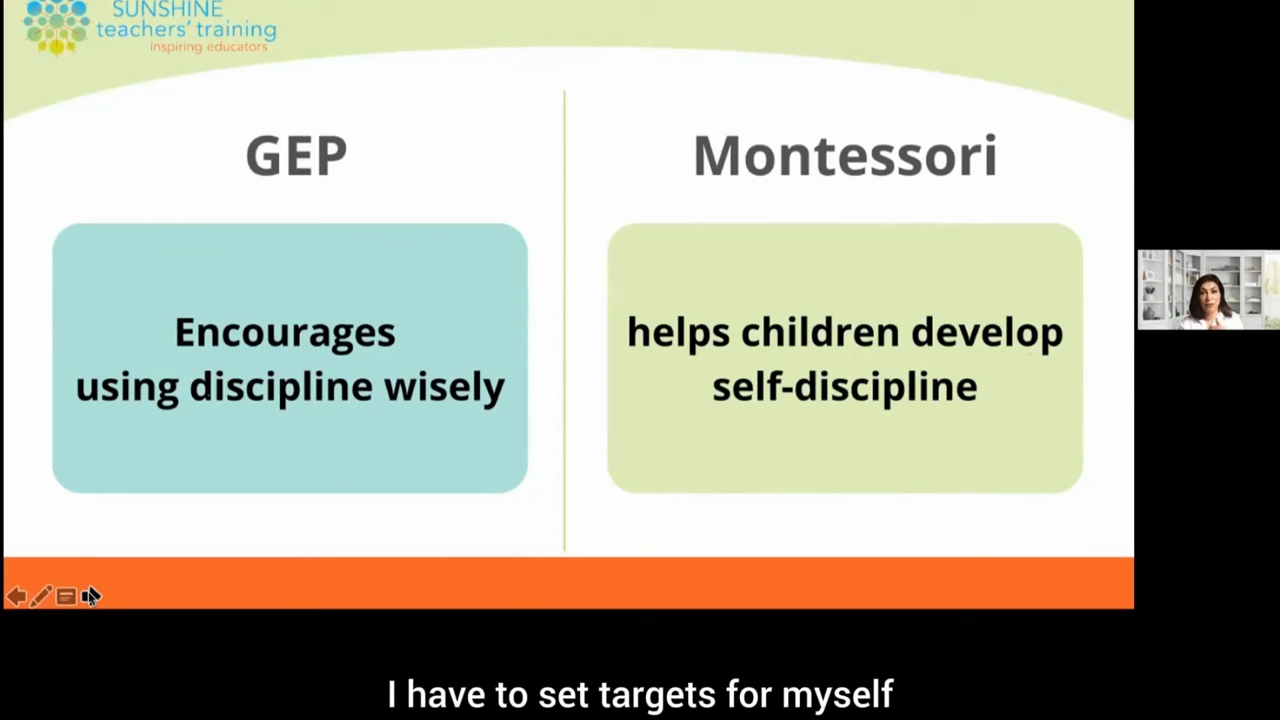 SUNSHINE
teachers' training
inspiring educators
GEP
Montessori
Encourages
using discipline wisely
helps children develop
self-discipline
I have to set targets for myself